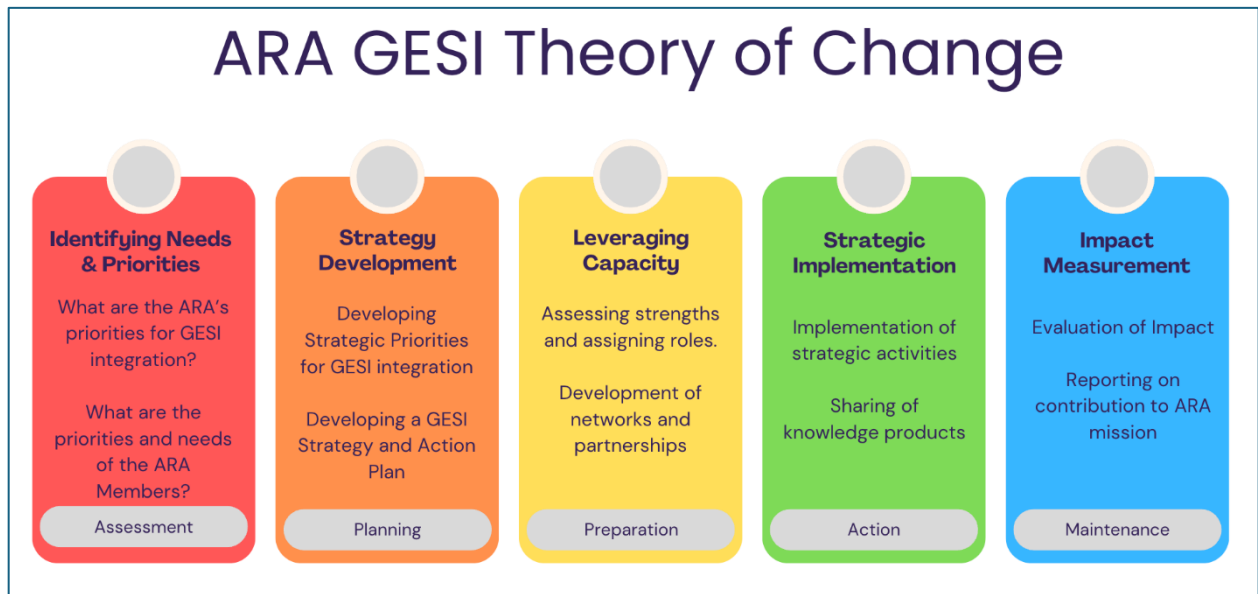 ARA GESI Theory of Change
Identifying Needs
& Priorities
What are the ARA's
priorities for GESI
integration?
What are the
priorities and needs
of the ARA
Members?
Assessment
Strategy
Development
Developing
Strategic Priorities
for GESI integration
Developing a GESI
Strategy and Action
Plan
Planning
Leveraging
Capacity
Assessing strengths
and assigning roles.
Development of
networks and
partnerships
Preparation
Strategic
Implementation
Implementation of
strategic activities
Sharing of
knowledge products
Action
Impact
Measurement
Evaluation of Impact
Reporting on
contribution to ARA
mission
Maintenance